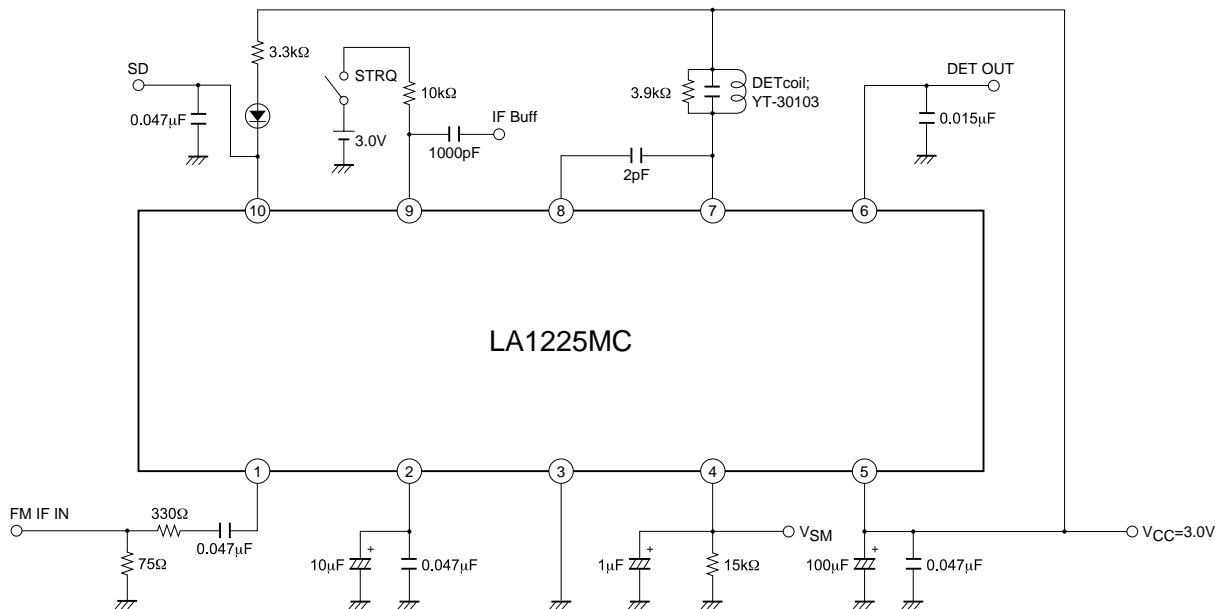 3.3kΩ
SD
STRQ
DETcoil;
YT-30103
DET OUT
3.9kΩ
10kΩ
IF Buff
0.047μF
3.0V
1000pF
2pF
0.015μF
10
9
8
7
6
LA1225MC
1
2
3
4
5
FM IF IN
330Ω
0.047μF
75Ω
+
10μF
0.047μF
+
1μF
15kΩ
VSM
+
100μF
0.047μF
VCC=3.0V